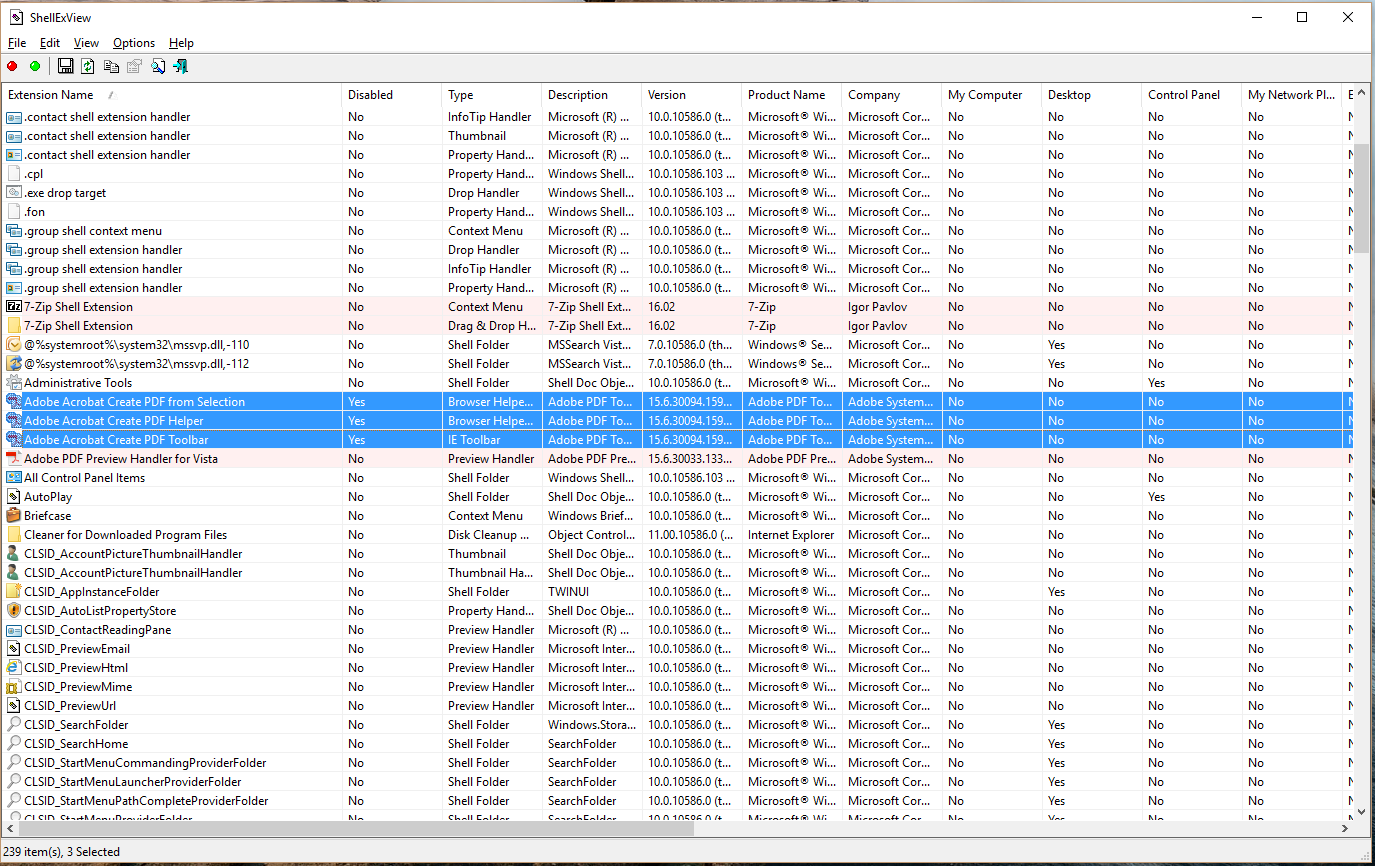 ShellExView
File Edit View Options Help
Extension Name Disabled Type Description Version Product Name Company My Computer Desktop Control Panel My Network Pl... E
.contact shell extension handler No InfoTip Handler Microsoft (R) ... 10.0.10586.0 (t... Microsoft® Wi... Microsoft Cor... No No No No
.contact shell extension handler No Thumbnail Microsoft (R) ... 10.0.10586.0 (t... Microsoft® Wi... Microsoft Cor... No No No No
.contact shell extension handler No Property Hand... Microsoft (R) ... 10.0.10586.0 (t... Microsoft® Wi... Microsoft Cor... No No No No
.cpl No Property Hand... Windows Shell... 10.0.10586.103 ... Microsoft® Wi... Microsoft Cor... No No No No
.exe drop target No Drop Handler Windows Shell... 10.0.10586.103 ... Microsoft® Wi... Microsoft Cor... No No No No
.fon No Property Hand... Windows Shell... 10.0.10586.103 ... Microsoft® Wi... Microsoft Cor... No No No No
.group shell context menu No Context Menu Microsoft (R) ... 10.0.10586.0 (t... Microsoft® Wi... Microsoft Cor... No No No No
.group shell extension handler No Drop Handler Microsoft (R) ... 10.0.10586.0 (t... Microsoft® Wi... Microsoft Cor... No No No No
.group shell extension handler No InfoTip Handler Microsoft (R) ... 10.0.10586.0 (t... Microsoft® Wi... Microsoft Cor... No No No No
.group shell extension handler No Property Hand... Microsoft (R) ... 10.0.10586.0 (t... Microsoft® Wi... Microsoft Cor... No No No No
7-Zip Shell Extension No Context Menu 7-Zip Shell Ext... 16.02 7-Zip Igor Pavlov No No No No
7-Zip Shell Extension No Drag & Drop H... 7-Zip Shell Ext... 16.02 7-Zip Igor Pavlov No No No No
@%systemroot%\system32\mssvp.dll,-110 No Shell Folder MSSearch Vist... 7.0.10586.0 (th... Windows® Se... Microsoft Cor... No Yes No No
@%systemroot%\system32\mssvp.dll,-112 No Shell Folder MSSearch Vist... 7.0.10586.0 (th... Windows® Se... Microsoft Cor... No Yes No No
Administrative Tools No Shell Folder Shell Doc Obje... 10.0.10586.0 (t... Microsoft® Wi... Microsoft Cor... No No Yes No
Adobe Acrobat Create PDF from Selection Yes Browser Helpe... Adobe PDF To... 15.6.30094.159... Adobe PDF To... Adobe System... No No No No
Adobe Acrobat Create PDF Helper Yes Browser Helpe... Adobe PDF To... 15.6.30094.159... Adobe PDF To... Adobe System... No No No No
Adobe Acrobat Create PDF Toolbar Yes IE Toolbar Adobe PDF To... 15.6.30094.159... Adobe PDF To... Adobe System... No No No No
Adobe PDF Preview Handler for Vista No Preview Handler Adobe PDF Pre... 15.6.30033.133... Adobe PDF Pre... Adobe System... No No No No
All Control Panel Items No Shell Folder Windows Shell... 10.0.10586.103 ... Microsoft® Wi... Microsoft Cor... No No No No
AutoPlay No Shell Folder Shell Doc Obje... 10.0.10586.0 (t... Microsoft® Wi... Microsoft Cor... No No Yes No
Briefcase No Context Menu Windows Brief... 10.0.10586.0 (t... Microsoft® Wi... Microsoft Cor... No No No No
Cleaner for Downloaded Program Files No Disk Cleanup ... Object Control... 11.00.10586.0 (... Internet Explorer Microsoft Cor... No No No No
CLSID_AccountPictureThumbnailHandler No Thumbnail Shell Doc Obje... 10.0.10586.0 (t... Microsoft® Wi... Microsoft Cor... No No No No
CLSID_AccountPictureThumbnailHandler No Thumbnail Ha... Shell Doc Obje... 10.0.10586.0 (t... Microsoft® Wi... Microsoft Cor... No No No No
CLSID_AppInstanceFolder No Shell Folder TWINUI 10.0.10586.0 (t... Microsoft® Wi... Microsoft Cor... No Yes No No
CLSID_AutoListPropertyStore No Property Hand... Shell Doc Obje... 10.0.10586.0 (t... Microsoft® Wi... Microsoft Cor... No No No No
CLSID_ContactReadingPane No Preview Handler Microsoft (R) ... 10.0.10586.0 (t... Microsoft® Wi... Microsoft Cor... No No No No
CLSID_PreviewEmail No Preview Handler Microsoft Inter... 10.0.10586.0 (t... Microsoft® Wi... Microsoft Cor... No No No No
CLSID_PreviewHtml No Preview Handler Microsoft Inter... 10.0.10586.0 (t... Microsoft® Wi... Microsoft Cor... No No No No
CLSID_PreviewMime No Preview Handler Microsoft Inter... 10.0.10586.0 (t... Microsoft® Wi... Microsoft Cor... No No No No
CLSID_PreviewUrl No Preview Handler Microsoft Inter... 10.0.10586.0 (t... Microsoft® Wi... Microsoft Cor... No No No No
CLSID_SearchFolder No Shell Folder Windows.Stora... 10.0.10586.0 (t... Microsoft® Wi... Microsoft Cor... No Yes No No
CLSID_SearchHome No Shell Folder SearchFolder 10.0.10586.0 (t... Microsoft® Wi... Microsoft Cor... No Yes No No
CLSID_StartMenuCommandingProviderFolder No Shell Folder SearchFolder 10.0.10586.0 (t... Microsoft® Wi... Microsoft Cor... No Yes No No
CLSID_StartMenuLauncherProviderFolder No Shell Folder SearchFolder 10.0.10586.0 (t... Microsoft® Wi... Microsoft Cor... No Yes No No
CLSID_StartMenuPathCompleteProviderFolder No Shell Folder SearchFolder 10.0.10586.0 (t... Microsoft® Wi... Microsoft Cor... No Yes No No
239 item(s), 3 Selected